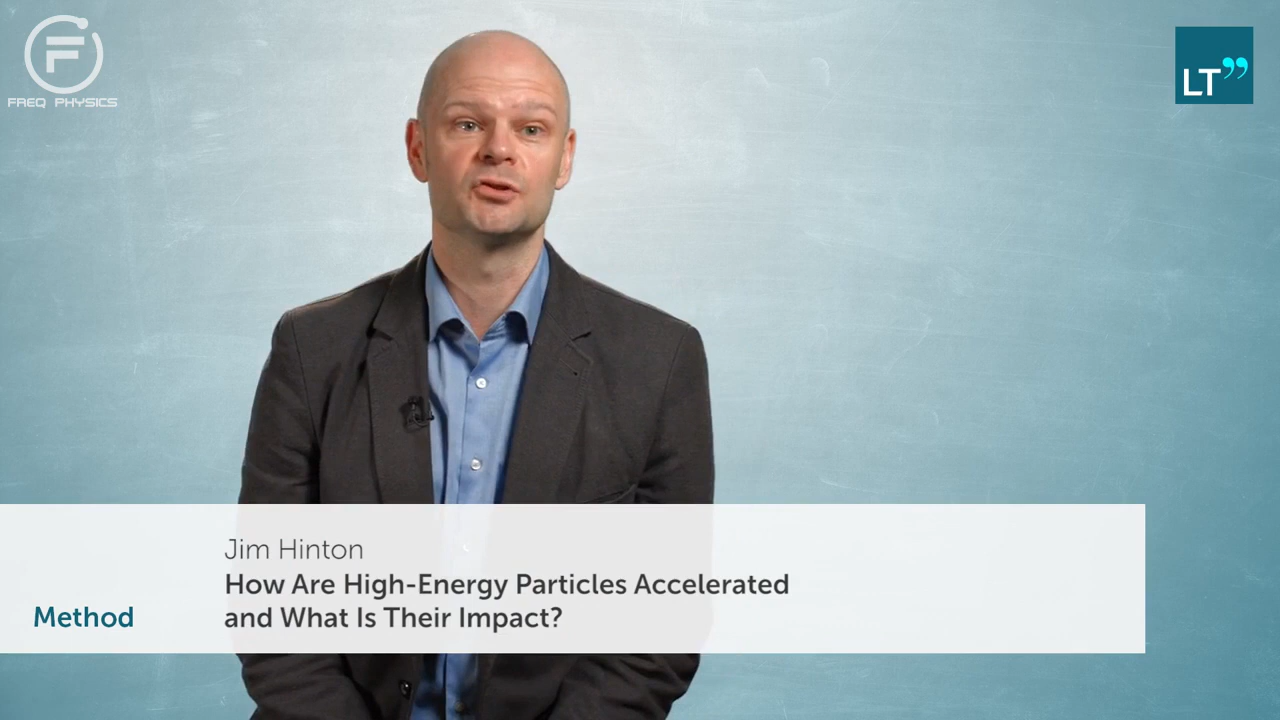 FREQ PHYSICS
LT”
Jim Hinton
How Are High-Energy Particles Accelerated
and What Is Their Impact?
Method